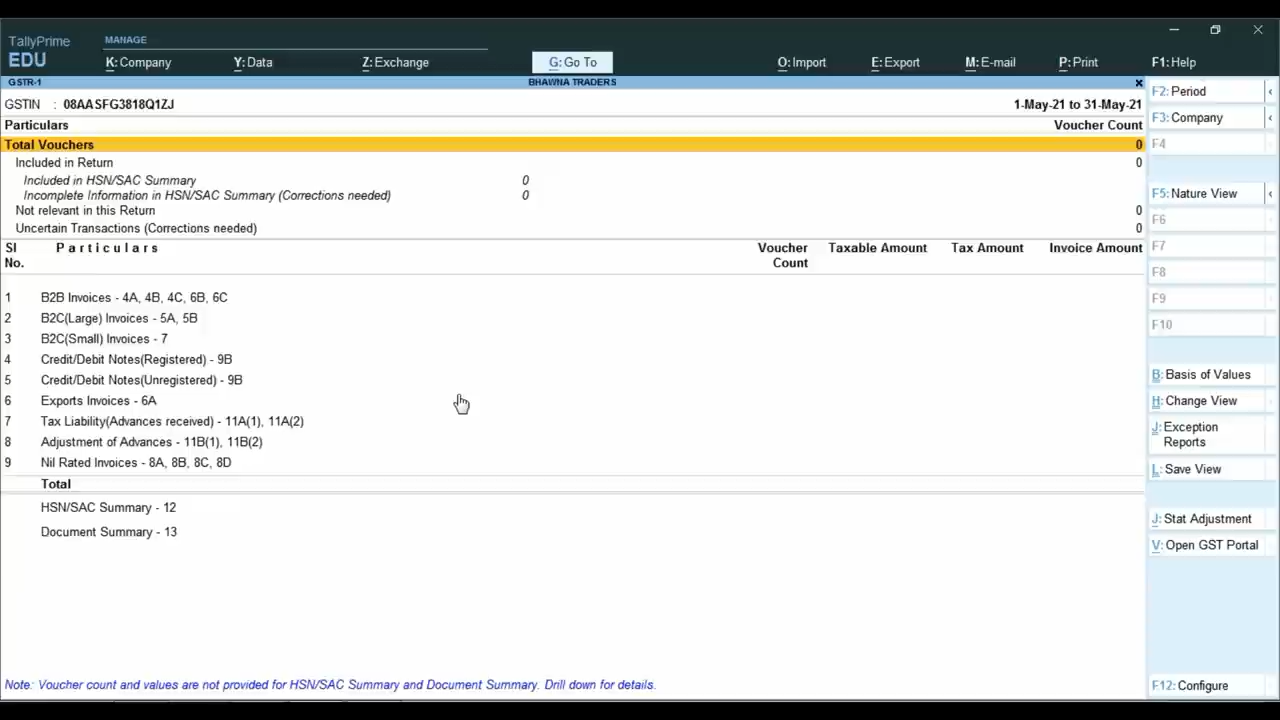 TallyPrime
EDU
MANAGE
K: Company
Y: Data
Z: Exchange
G: Go To
O: Import
E: Export
M: E-mail
P: Print
F1: Help
GSTR-1
BHAWNA TRADERS
GSTIN : 08AASFG3818Q1ZJ
1-May-21 to 31-May-21
Particulars
Voucher Count
Total Vouchers 0
Included in Return 0
Included in HSN/SAC Summary 0
Incomplete Information in HSN/SAC Summary (Corrections needed) 0
Not relevant in this Return 0
Uncertain Transactions (Corrections needed) 0
Sl No.
Particulars
Voucher Count
Taxable Amount
Tax Amount
Invoice Amount
1 B2B Invoices - 4A, 4B, 4C, 6B, 6C
2 B2C(Large) Invoices - 5A, 5B
3 B2C(Small) Invoices - 7
4 Credit/Debit Notes(Registered) - 9B
5 Credit/Debit Notes(Unregistered) - 9B
6 Exports Invoices - 6A
7 Tax Liability(Advances received) - 11A(1), 11A(2)
8 Adjustment of Advances - 11B(1), 11B(2)
9 Nil Rated Invoices - 8A, 8B, 8C, 8D
Total
HSN/SAC Summary - 12
Document Summary - 13
Note: Voucher count and values are not provided for HSN/SAC Summary and Document Summary. Drill down for details.
F2: Period
F3: Company
F4
F5: Nature View
F6
F7
F8
F9
F10
B: Basis of Values
H: Change View
J: Exception
Reports
L: Save View
J: Stat Adjustment
V: Open GST Portal
F12: Configure